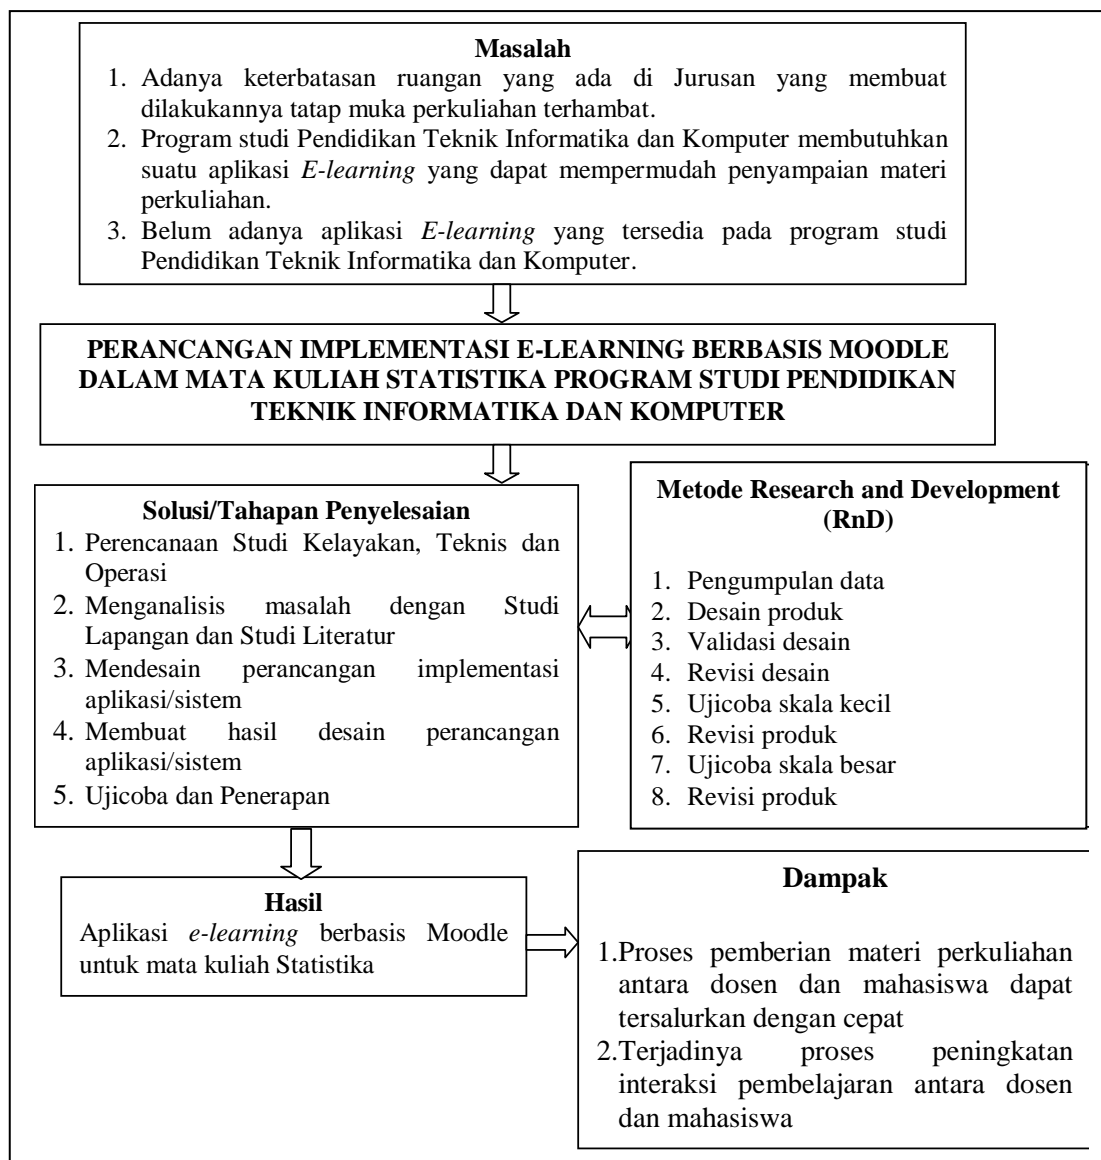 Masalah
1. Adanya keterbatasan ruangan yang ada di Jurusan yang membuat
dilakukannya tatap muka perkuliahan terhambat.
2. Program studi Pendidikan Teknik Informatika dan Komputer membutuhkan
suatu aplikasi E-learning yang dapat mempermudah penyampaian materi
perkuliahan.
3. Belum adanya aplikasi E-learning yang tersedia pada program studi
Pendidikan Teknik Informatika dan Komputer.
PERANCANGAN IMPLEMENTASI E-LEARNING BERBASIS MOODLE
DALAM MATA KULIAH STATISTIKA PROGRAM STUDI PENDIDIKAN
TEKNIK INFORMATIKA DAN KOMPUTER
Solusi/Tahapan Penyelesaian
1. Perencanaan Studi Kelayakan, Teknis dan
Operasi
2. Menganalisis masalah dengan Studi
Lapangan dan Studi Literatur
3. Mendesain perancangan implementasi
aplikasi/sistem
4. Membuat hasil desain perancangan
aplikasi/sistem
5. Ujicoba dan Penerapan
Metode Research and Development
(RnD)
1. Pengumpulan data
2. Desain produk
3. Validasi desain
4. Revisi desain
5. Ujicoba skala kecil
6. Revisi produk
7. Ujicoba skala besar
8. Revisi produk
Hasil
Aplikasi e-learning berbasis Moodle
untuk mata kuliah Statistika
Dampak
1.Proses pemberian materi perkuliahan
antara dosen dan mahasiswa dapat
tersalurkan dengan cepat
2.Terjadinya proses peningkatan
interaksi pembelajaran antara dosen
dan mahasiswa